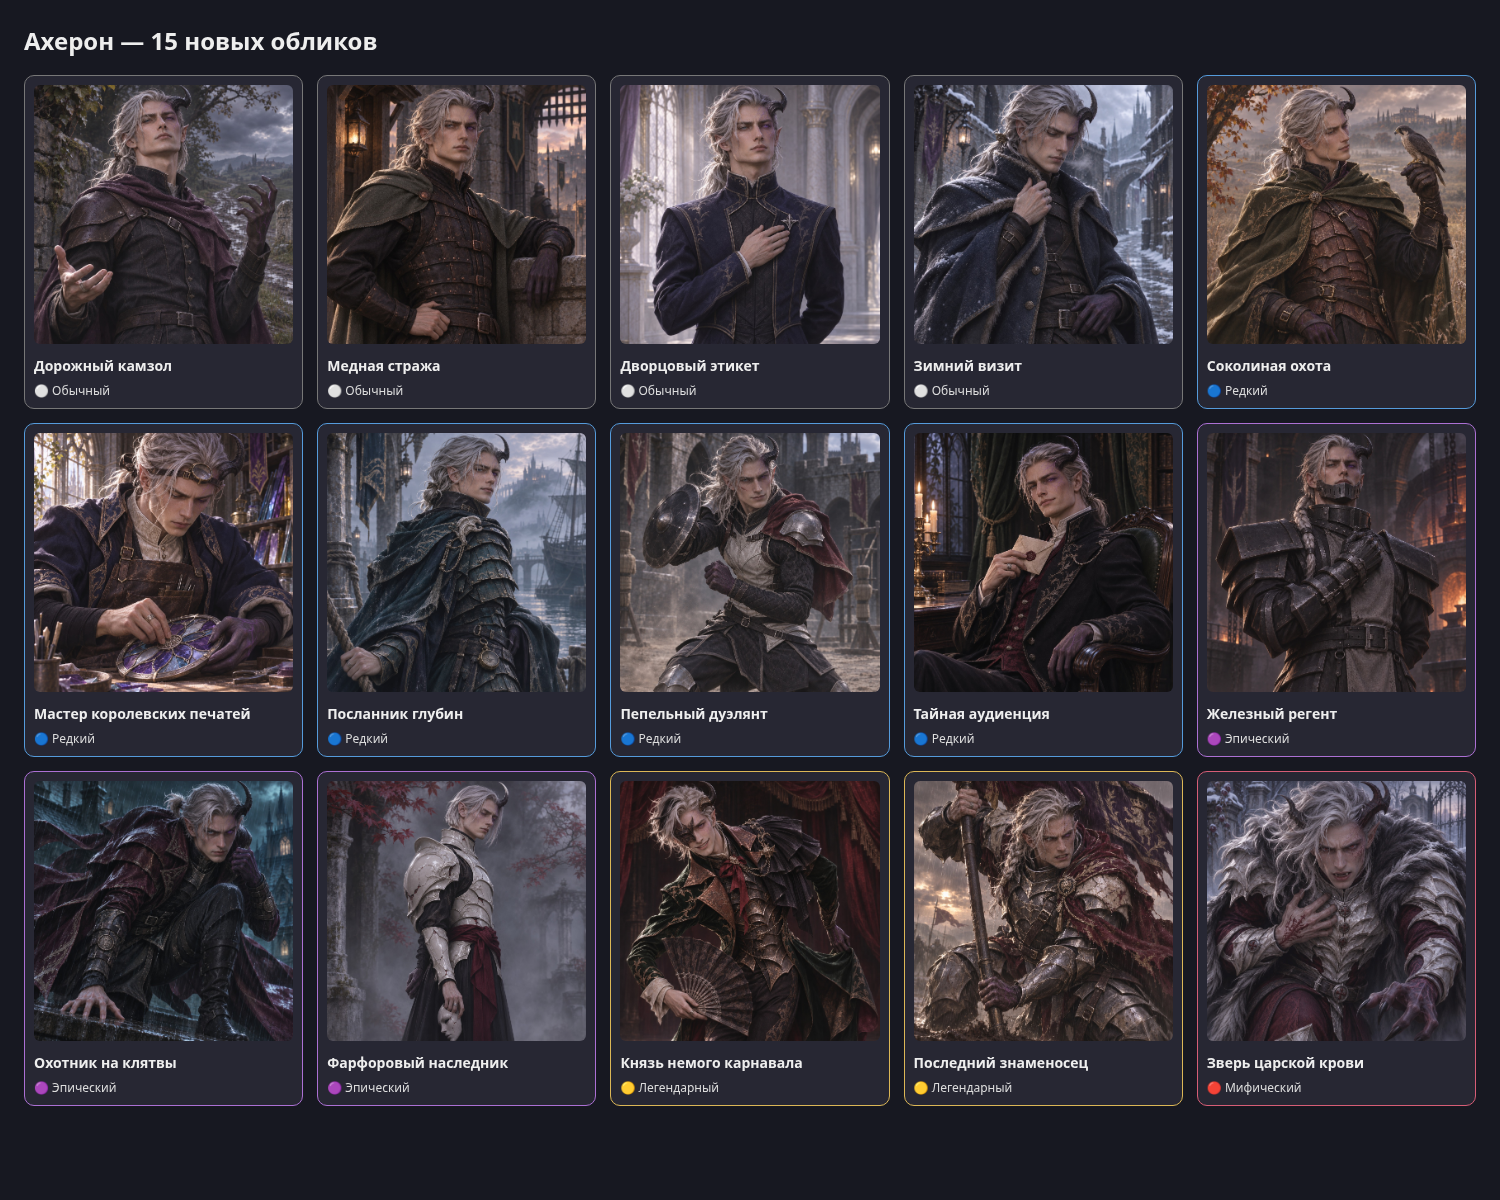 Ахерон — 15 новых обликов
Дорожный камзол
Обычный
Медная стража
Обычный
Дворцовый этикет
Обычный
Зимний визит
Обычный
Соколиная охота
Редкий
Мастер королевских печатей
Редкий
Посланник глубин
Редкий
Пепельный дуэлянт
Редкий
Тайная аудиенция
Редкий
Железный регент
Эпический
Охотник на клятвы
Эпический
Фарфоровый наследник
Эпический
Князь немого карнавала
Легендарный
Последний знаменосец
Легендарный
Зверь царской крови
Мифический